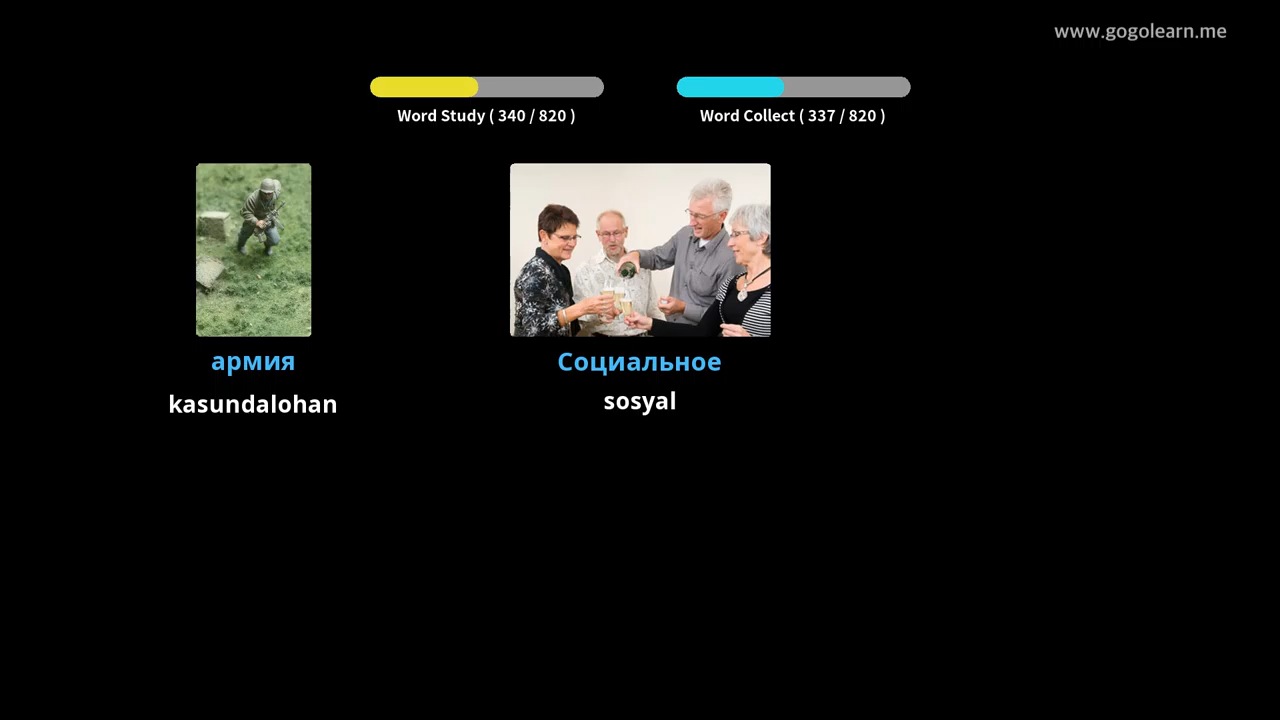 www.gogolearn.me
Word Study ( 340 / 820 )
Word Collect ( 337 / 820 )
армия
Социальное
kasundalohan
sosyal